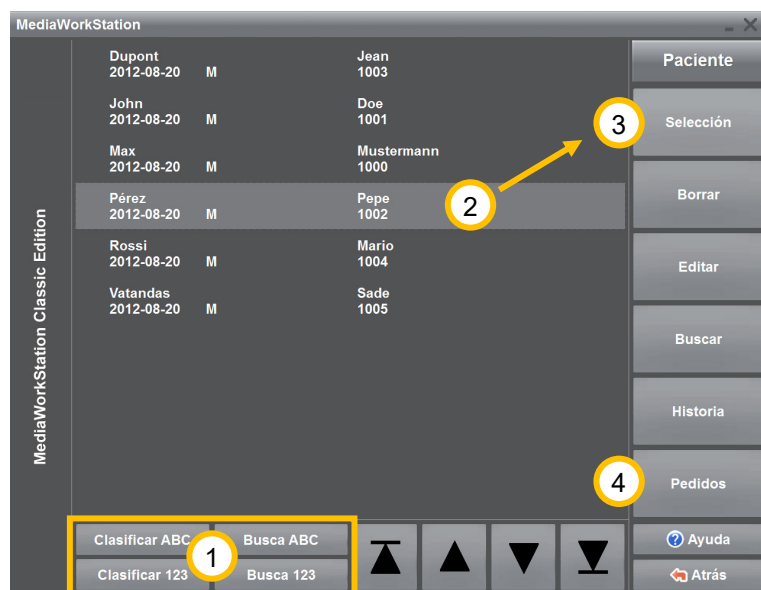 MediaWorkStation
Dupont Jean
2012-08-20 M 1003
John Doe
2012-08-20 M 1001
Max Mustermann
2012-08-20 M 1000
Pérez Pepe
2012-08-20 M 1002
Rossi Mario
2012-08-20 M 1004
Vatandas Sade
2012-08-20 M 1005
MediaWorkStation Classic Edition
Paciente
3 Selección
2
Borrar
Editar
Buscar
Historia
4 Pedidos
Clasificar ABC Busca ABC
1
Clasificar 123 Busca 123
? Ayuda
Atrás